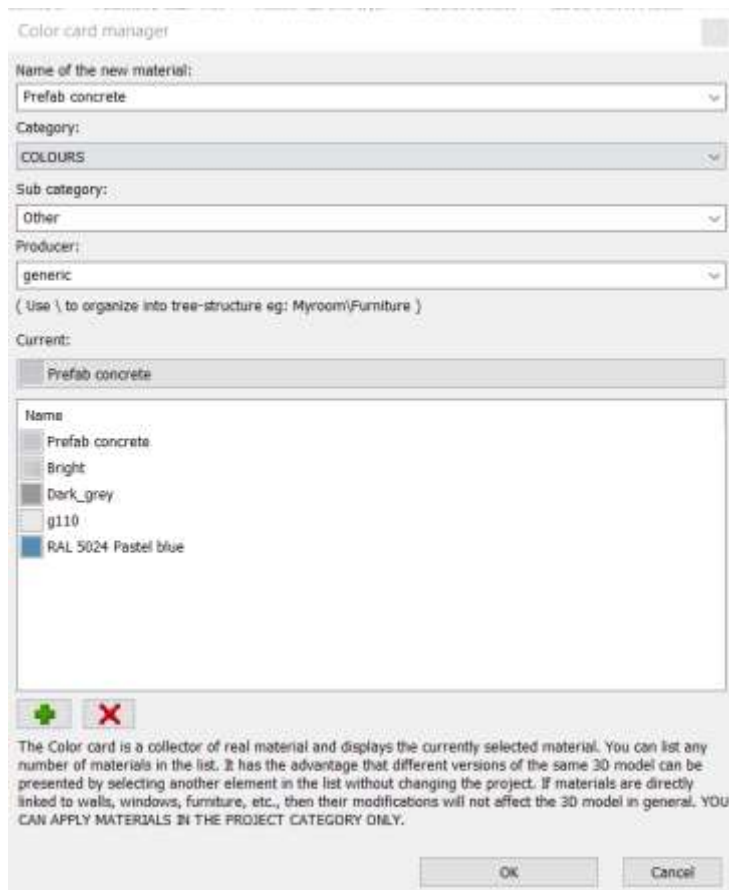 Color card manager
Name of the new material:
Prefab concrete
Category:
COLOURS
Sub category:
Other
Producer:
generic
( Use \ to organize into tree-structure eg: Myroom\Furniture )
Current:
Prefab concrete
Name
Prefab concrete
Bright
Dark_grey
g110
RAL 5024 Pastel blue
The Color card is a collector of real material and displays the currently selected material. You can list any
number of materials in the list. It has the advantage that different versions of the same 3D model can be
presented by selecting another element in the list without changing the project. If materials are directly
linked to walls, windows, furniture, etc., then their modifications will not affect the 3D model in general. YOU
CAN APPLY MATERIALS IN THE PROJECT CATEGORY ONLY.
OK
Cancel